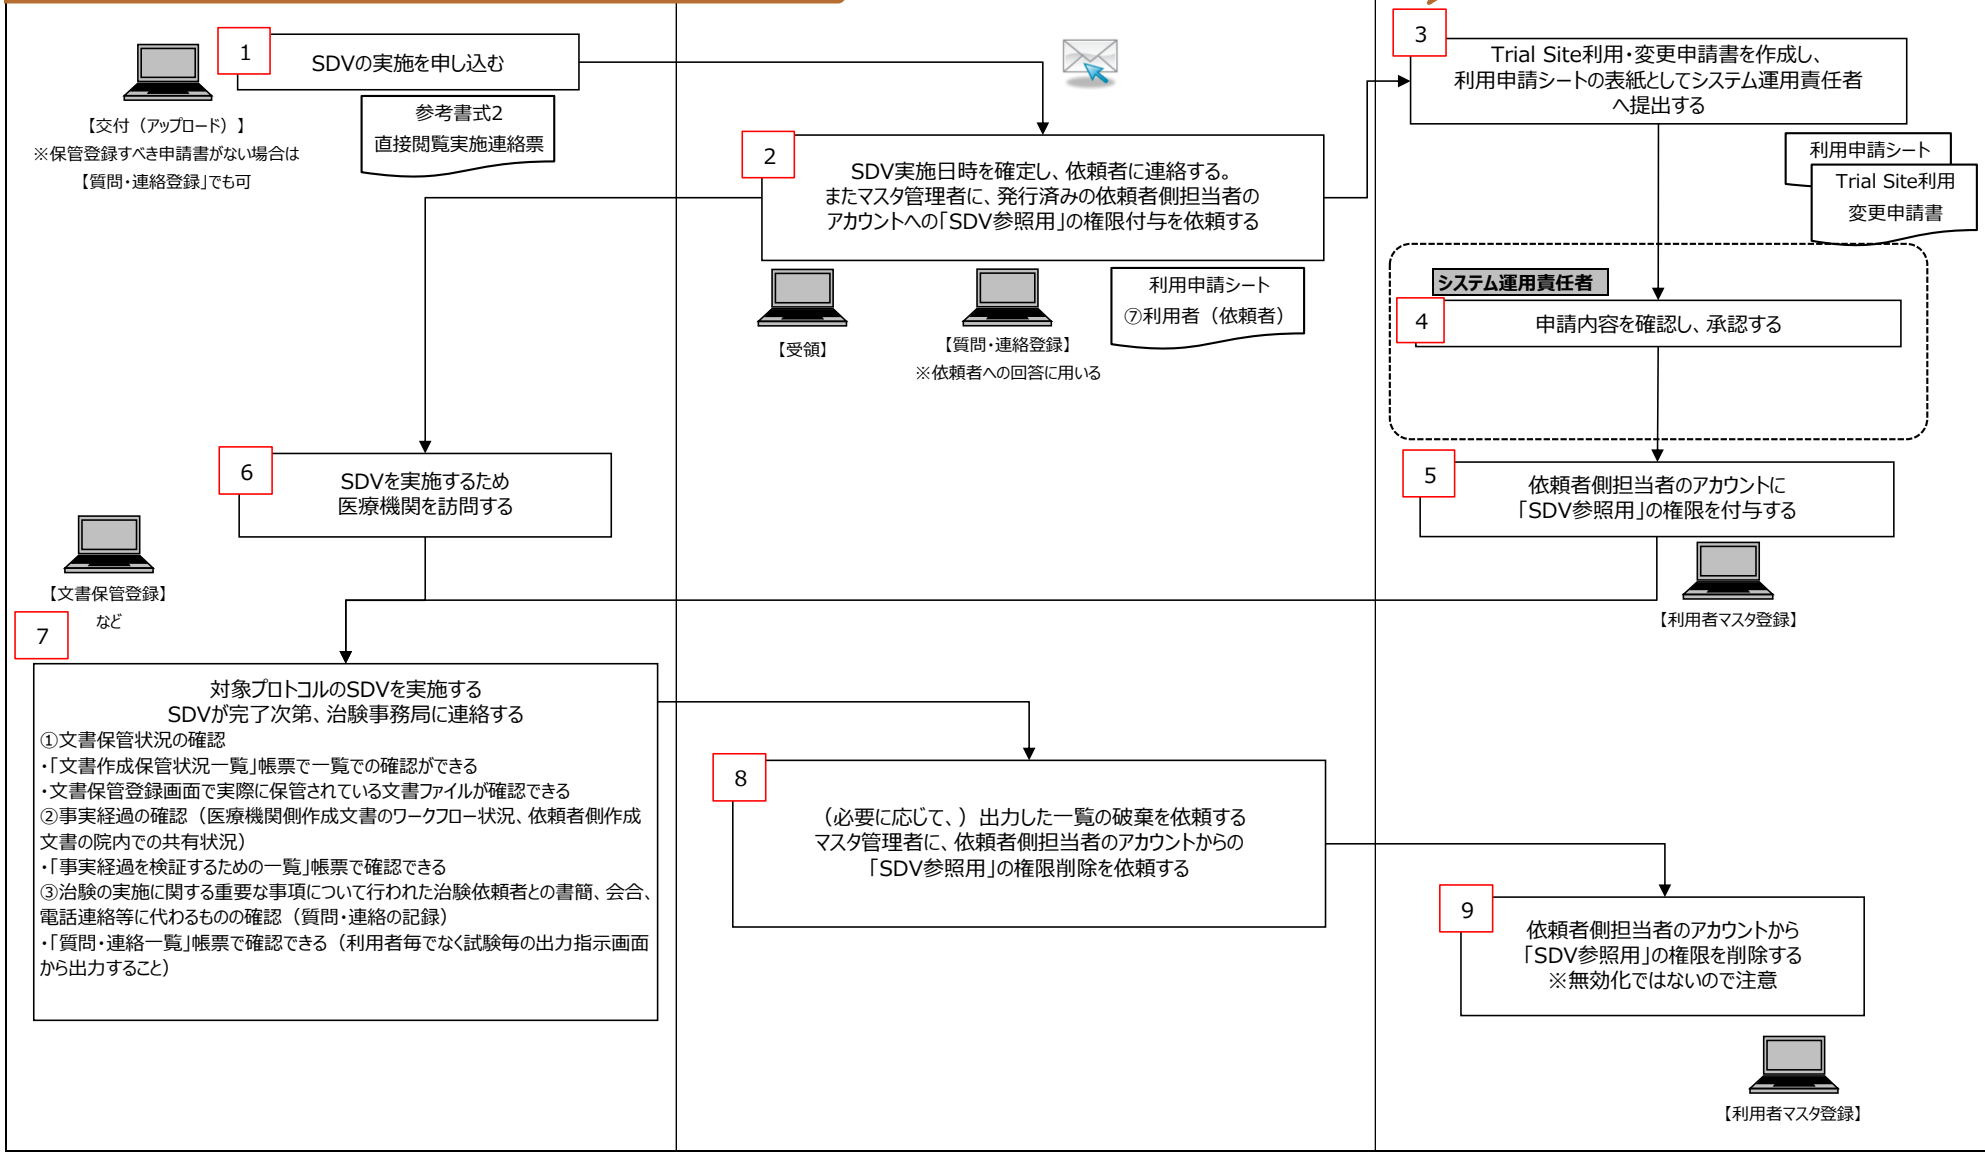 1
SDVの実施を申し込む
【交付（アップロード）】
※保管登録すべき申請書がない場合は
【質問・連絡登録」でも可
参考書式2
直接閲覧実施連絡票
2
SDV実施日時を確定し、依頼者に連絡する。
またマスタ管理者に、発行済みの依頼者側担当者の
アカウントへの「SDV参照用」の権限付与を依頼する
【受領】
【質問・連絡登録】
※依頼者への回答に用いる
利用申請シート
⑦利用者（依頼者）
3
Trial Site利用・変更申請書を作成し、
利用申請シートの表紙としてシステム運用責任者
へ提出する
利用申請シート
Trial Site利用
変更申請書
システム運用責任者
4
申請内容を確認し、承認する
5
依頼者側担当者のアカウントに
「SDV参照用」の権限を付与する
【利用者マスタ登録】
6
SDVを実施するため
医療機関を訪問する
【文書保管登録】
など
7
対象プロトコルのSDVを実施する
SDVが完了次第、治験事務局に連絡する
①文書保管状況の確認
・「文書作成保管状況一覧」帳票で一覧での確認ができる
・文書保管登録画面で実際に保管されている文書ファイルが確認できる
②事実経過の確認（医療機関側作成文書のワークフロー状況、依頼者側作成
文書の院内での共有状況）
・「事実経過を検証するための一覧」帳票で確認できる
③治験の実施に関する重要な事項について行われた治験依頼者との書簡、会合、
電話連絡等に代わるものの確認（質問・連絡の記録）
・「質問・連絡一覧」帳票で確認できる（利用者毎でなく試験毎の出力指示画面
から出力すること）
8
（必要に応じて、）出力した一覧の破棄を依頼する
マスタ管理者に、依頼者側担当者のアカウントからの
「SDV参照用」の権限削除を依頼する
9
依頼者側担当者のアカウントから
「SDV参照用」の権限を削除する
※無効化ではないので注意
【利用者マスタ登録】